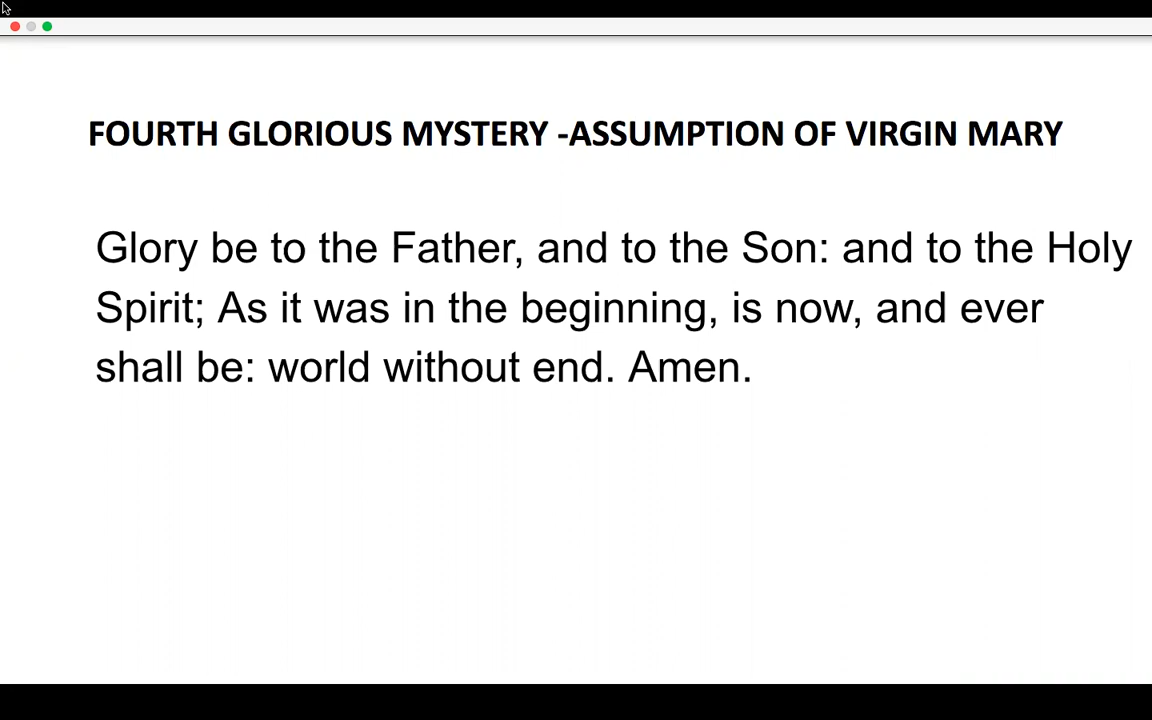 FOURTH GLORIOUS MYSTERY -ASSUMPTION OF VIRGIN MARY
Glory be to the Father, and to the Son: and to the Holy
Spirit; As it was in the beginning, is now, and ever
shall be: world without end. Amen.